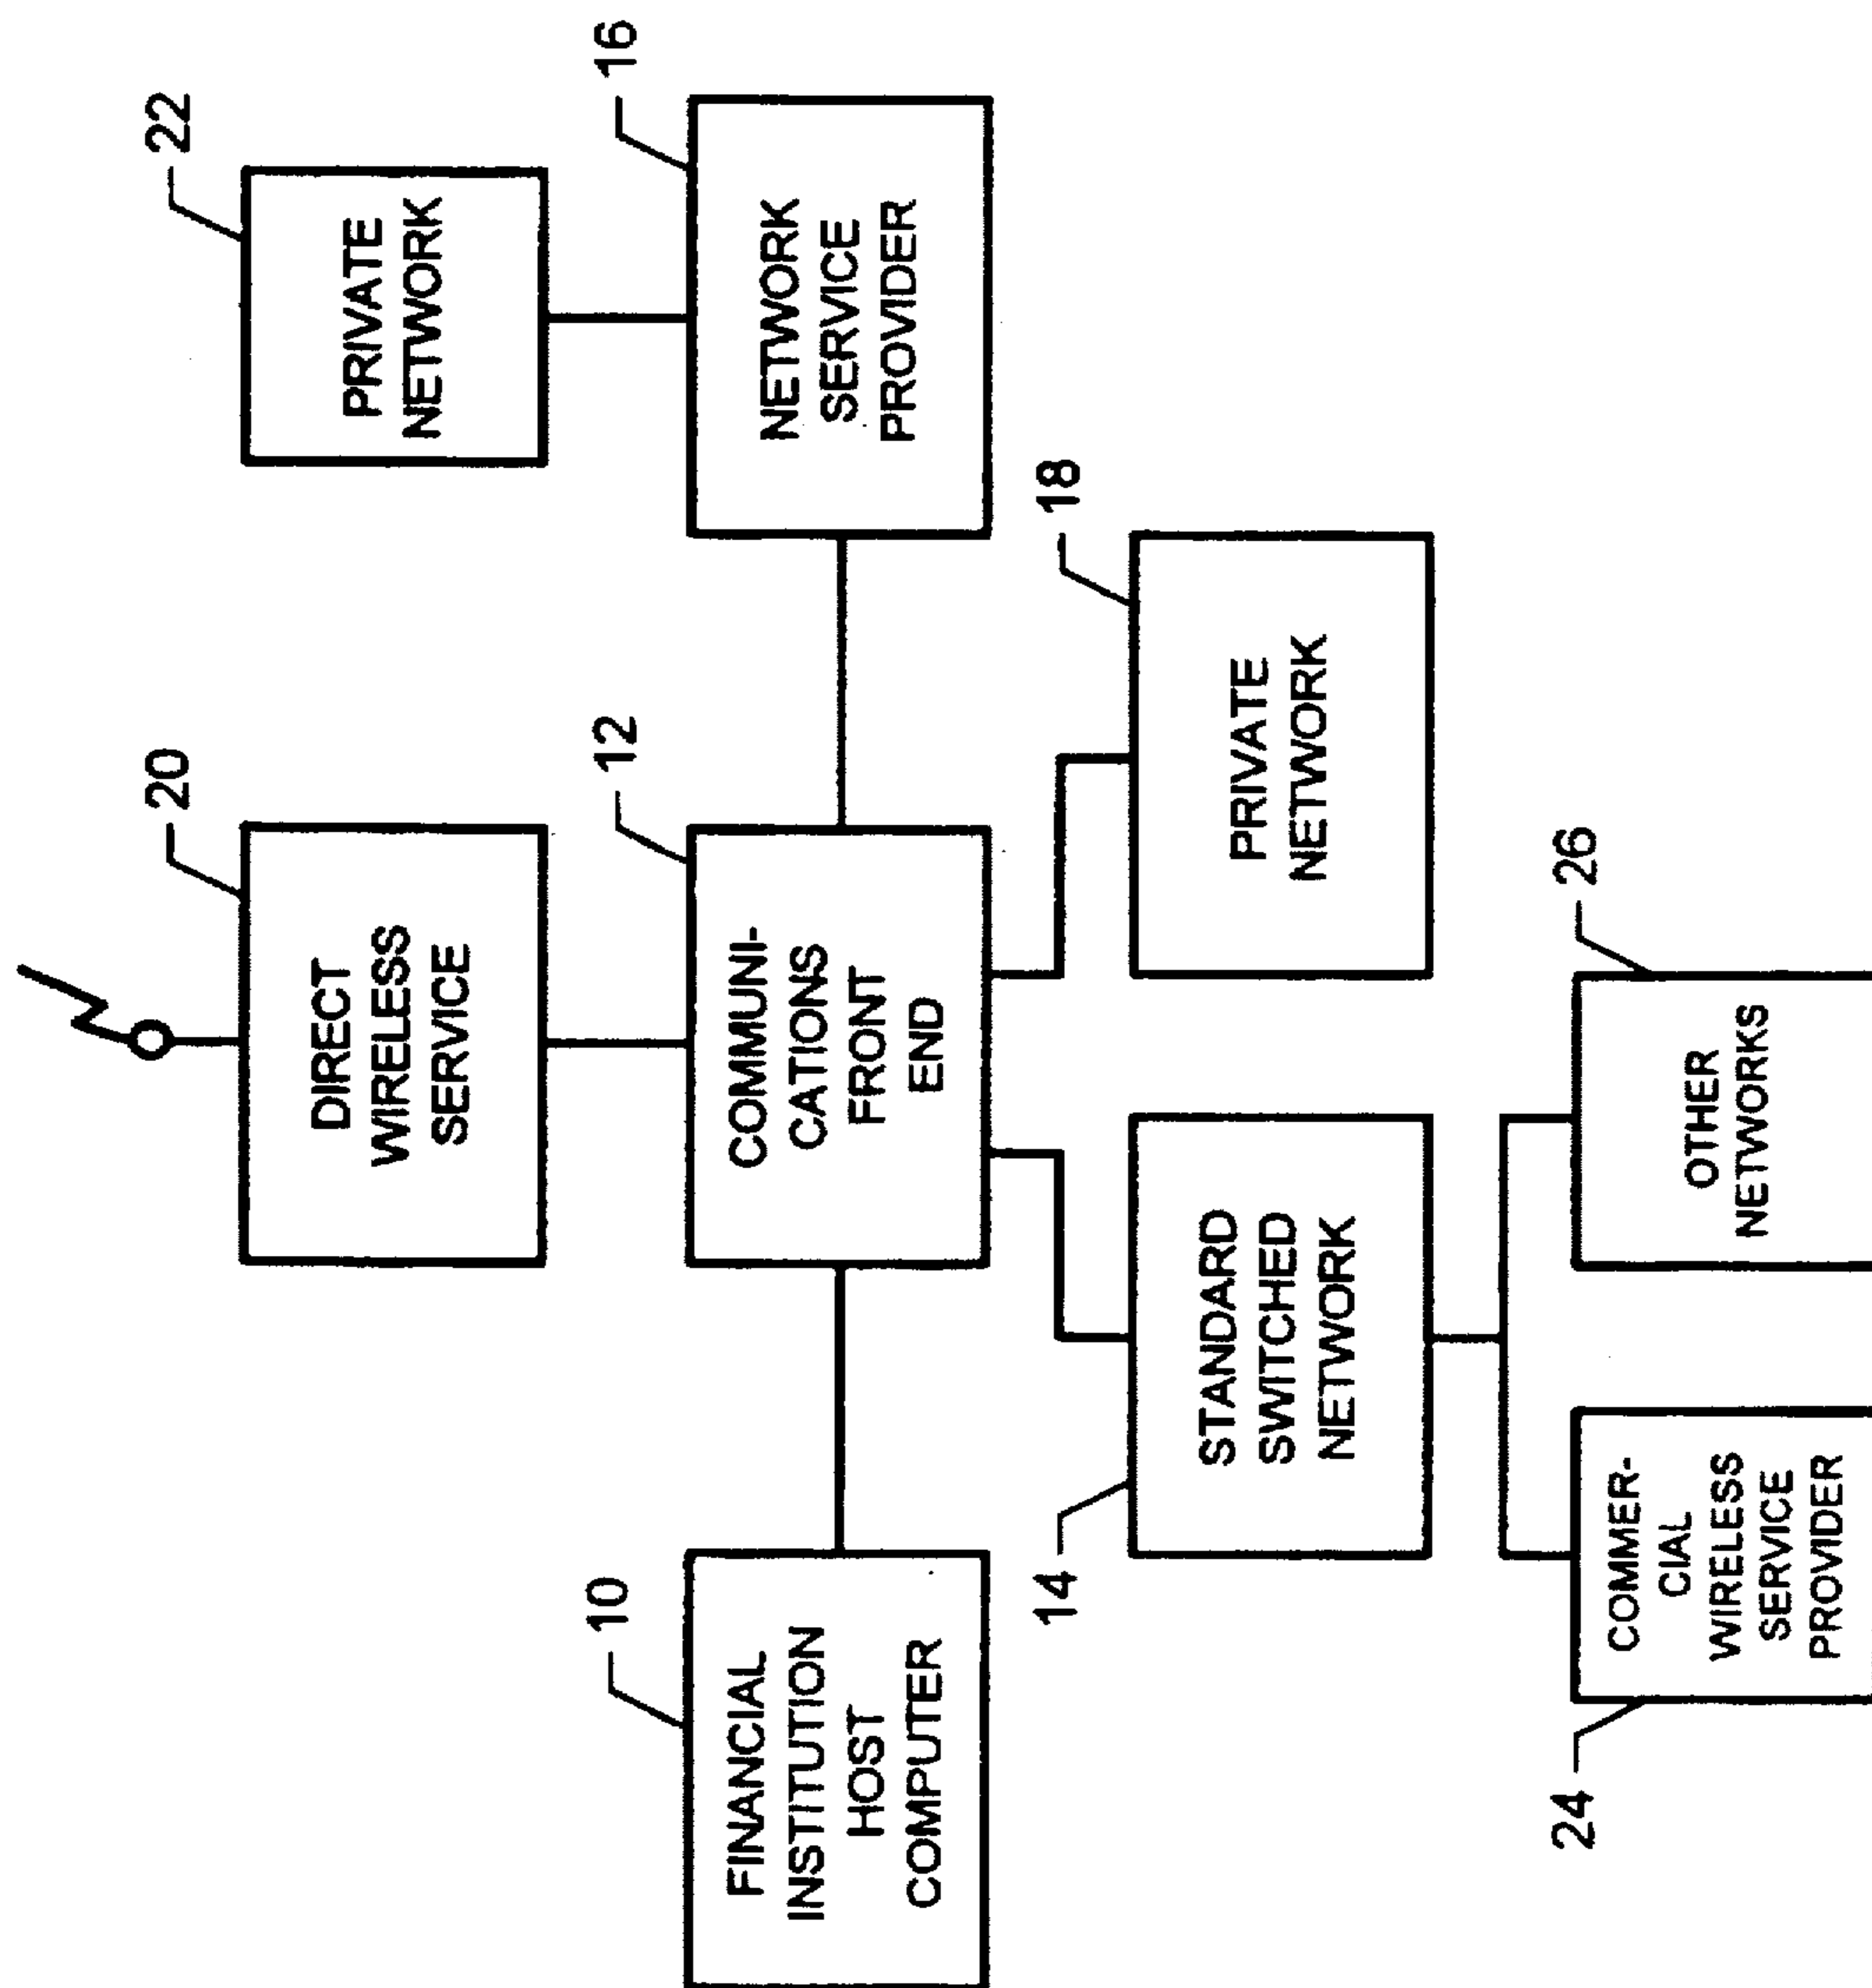 20
DIRECT
WIRELESS
SERVICE
22
PRIVATE
NETWORK
10
FINANCIAL
INSTITUTION
HOST
COMPUTER
12
COMMUNI-
CATIONS
FRONT
END
16
NETWORK
SERVICE
PROVIDER
14
STANDARD
SWITCHED
NETWORK
18
PRIVATE
NETWORK
24
COMMER-
CIAL
WIRELESS
SERVICE
PROVIDER
26
OTHER
NETWORKS